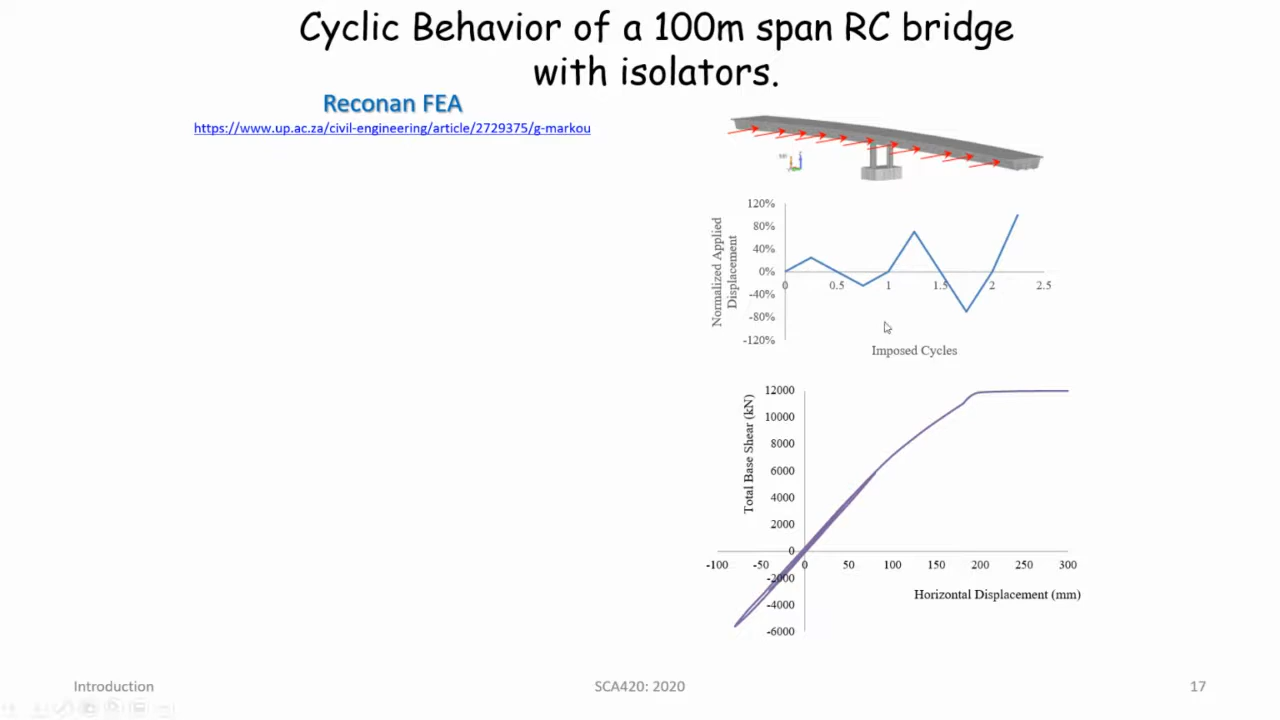 Cyclic Behavior of a 100m span RC bridge
with isolators.
Reconan FEA
https://www.up.ac.za/civil-engineering/article/2729375/g-markou
Normalized Applied
Displacement
120%
80%
40%
0%
-40%
-80%
-120%
0 0.5 1 1.5 2 2.5
Imposed Cycles
Total Base Shear (kN)
12000
10000
8000
6000
4000
2000
0
-2000
-4000
-6000
-100 -50 0 50 100 150 200 250 300
Horizontal Displacement (mm)
Introduction
SCA420: 2020
17